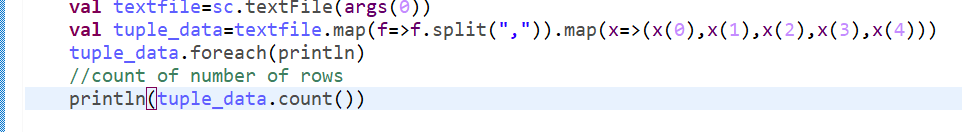 val textfile=sc.textFile(args(0))
val tuple_data=textfile.map(f=>f.split(",")).map(x=>(x(0),x(1),x(2),x(3),x(4)))
tuple_data.foreach(println)
//count of number of rows
println(tuple_data.count())